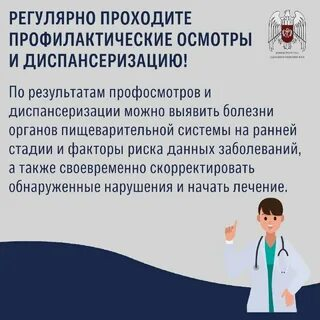 РЕГУЛЯРНО ПРОХОДИТЕ
ПРОФИЛАКТИЧЕСКИЕ ОСМОТРЫ
И ДИСПАНСЕРИЗАЦИЮ!
По результатам профосмотров и
диспансеризации можно выявить болезни
органов пищеварительной системы на ранней
стадии и факторы риска данных заболеваний,
а также своевременно скорректировать
обнаруженные нарушения и начать лечение.